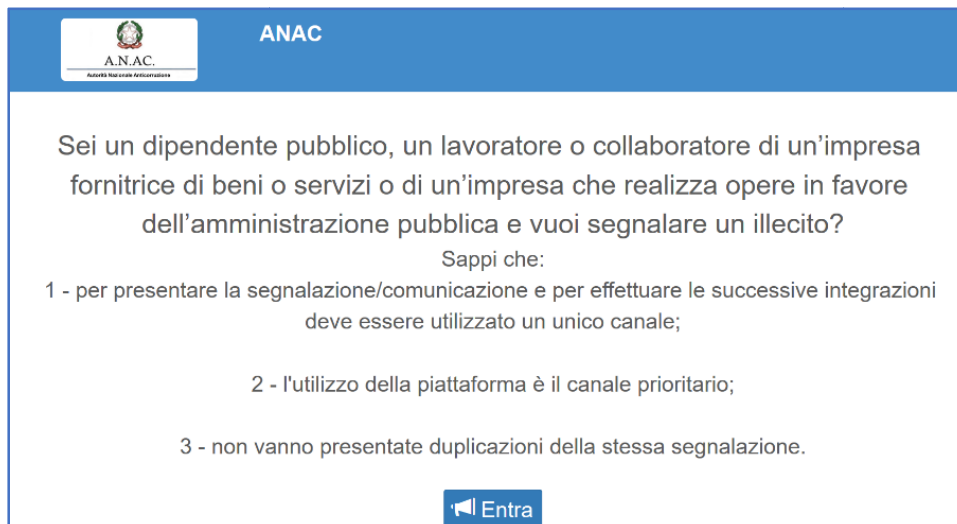 ANAC
A.N.AC.
Autorità Nazionale Anticorruzione
Sei un dipendente pubblico, un lavoratore o collaboratore di un’impresa
fornitrice di beni o servizi o di un’impresa che realizza opere in favore
dell’amministrazione pubblica e vuoi segnalare un illecito?
Sappi che:
1 - per presentare la segnalazione/comunicazione e per effettuare le successive integrazioni
deve essere utilizzato un unico canale;
2 - l'utilizzo della piattaforma è il canale prioritario;
3 - non vanno presentate duplicazioni della stessa segnalazione.
Entra